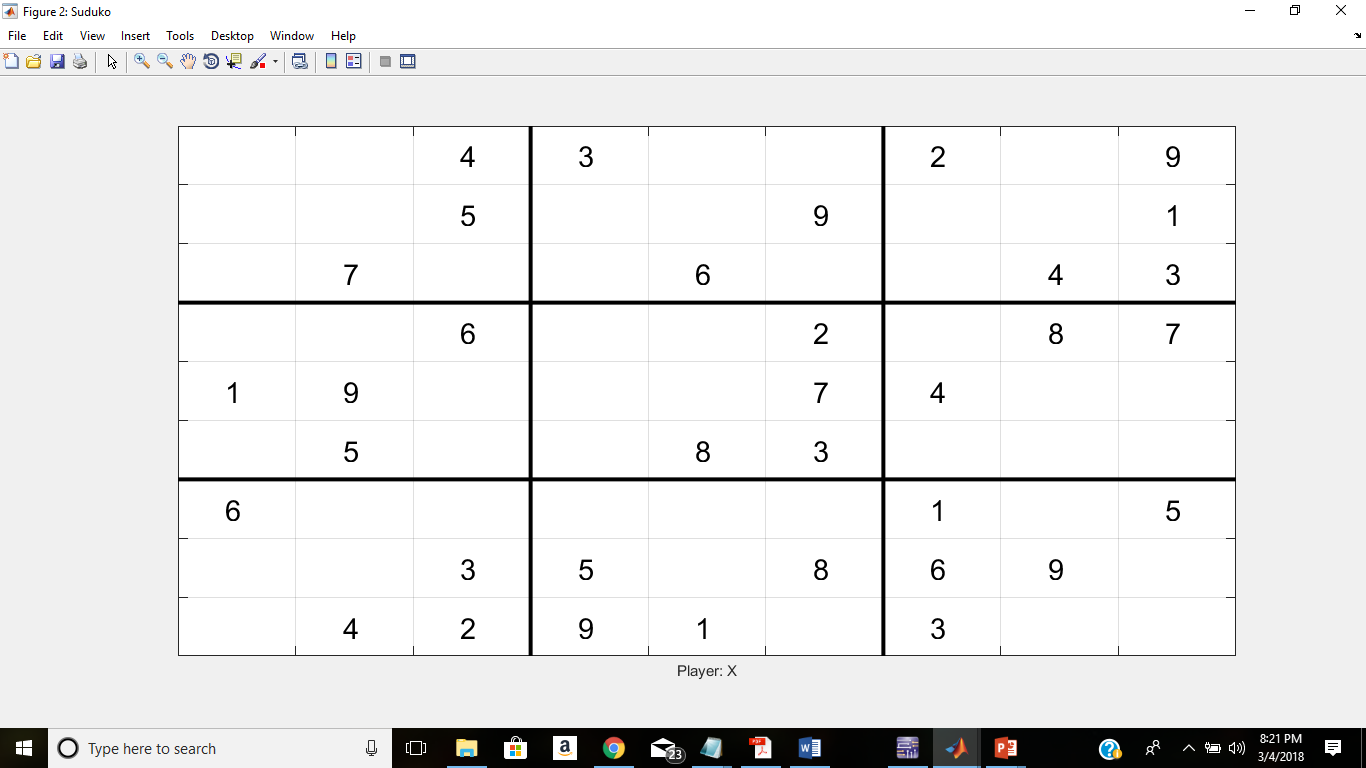 Figure 2: Suduko
File Edit View Insert Tools Desktop Window Help
4 3 2 9
5 9 1
7 6 4 3
6 2 8 7
1 9 7 4
5 8 3
6 1 5
3 5 8 6 9
4 2 9 1 3
Player: X
Type here to search
23
8:21 PM
3/4/2018